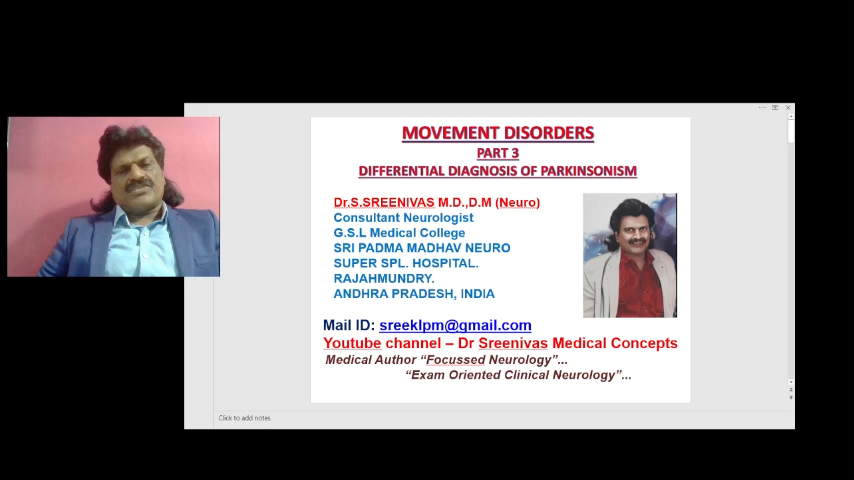 MOVEMENT DISORDERS
PART 3
DIFFERENTIAL DIAGNOSIS OF PARKINSONISM
Dr.S.SREENIVAS M.D.,D.M (Neuro)
Consultant Neurologist
G.S.L Medical College
SRI PADMA MADHAV NEURO
SUPER SPL. HOSPITAL.
RAJAHMUNDRY.
ANDHRA PRADESH, INDIA
Mail ID: sreeklpm@gmail.com
Youtube channel – Dr Sreenivas Medical Concepts
Medical Author “Focussed Neurology”...
“Exam Oriented Clinical Neurology”...
Click to add notes